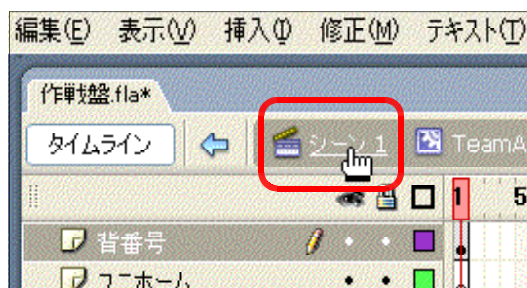 編集(E) 表示(V) 挿入(I) 修正(M) テキスト(T)
作戦盤.fla*
タイムライン シーン 1 TeamA
1 5
背番号
ユニホーム